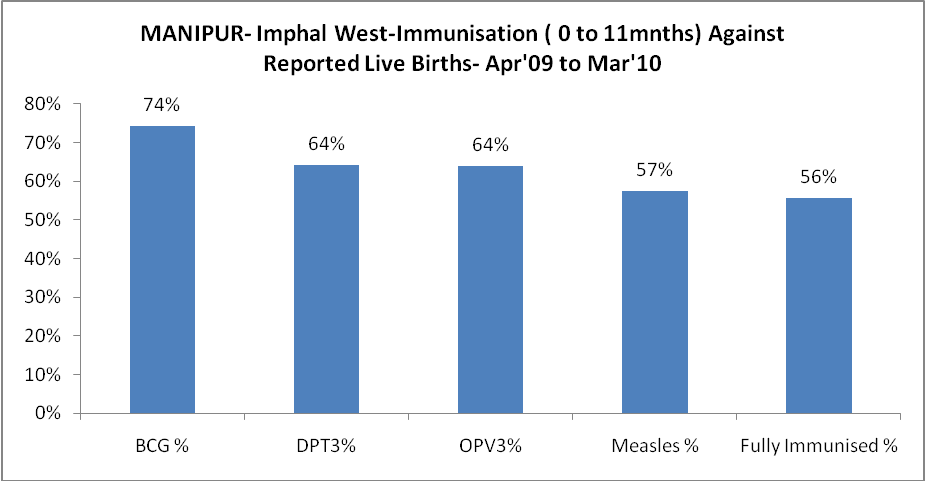 MANIPUR- Imphal West-Immunisation ( 0 to 11mnths) Against
Reported Live Births- Apr'09 to Mar'10
80%
70%
60%
50%
40%
30%
20%
10%
0%
74%
64%
64%
57%
56%
BCG %
DPT3%
OPV3%
Measles %
Fully Immunised %